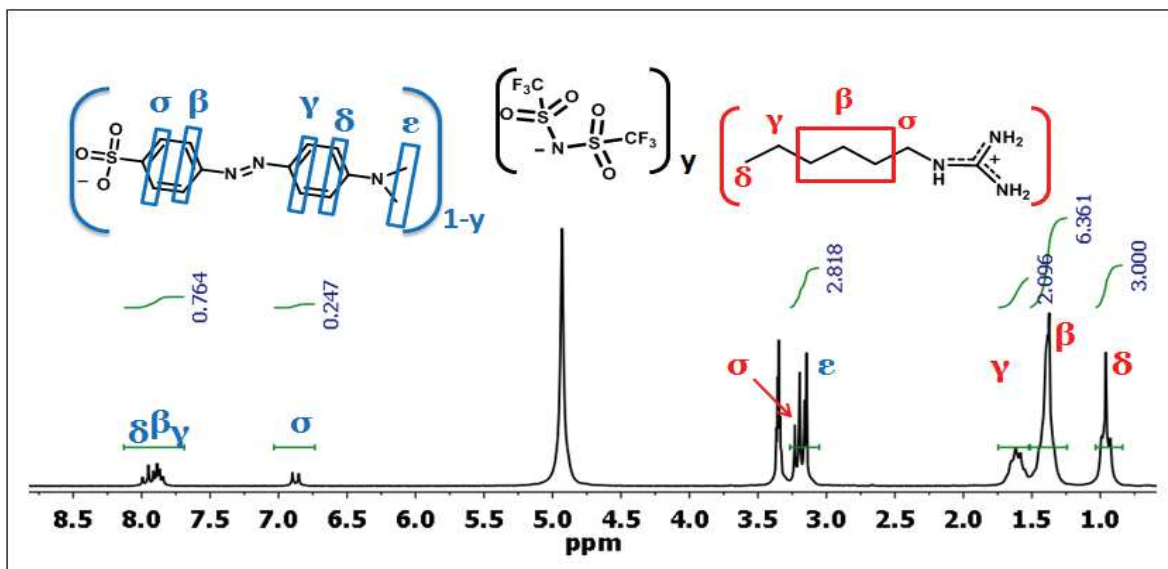 σ β γ δ ε
O
O S
− O
N=N
N
1-y
F₃C
O S O
O
− N S CF₃
O
y
γ β σ
δ
N
H
NH₂
+
NH₂
0.764
0.247
2.818
2.096
6.361
3.000
δ β γ
σ
σ
ε
γ
β
δ
8.5 8.0 7.5 7.0 6.5 6.0 5.5 5.0 4.5 4.0 3.5 3.0 2.5 2.0 1.5 1.0
ppm